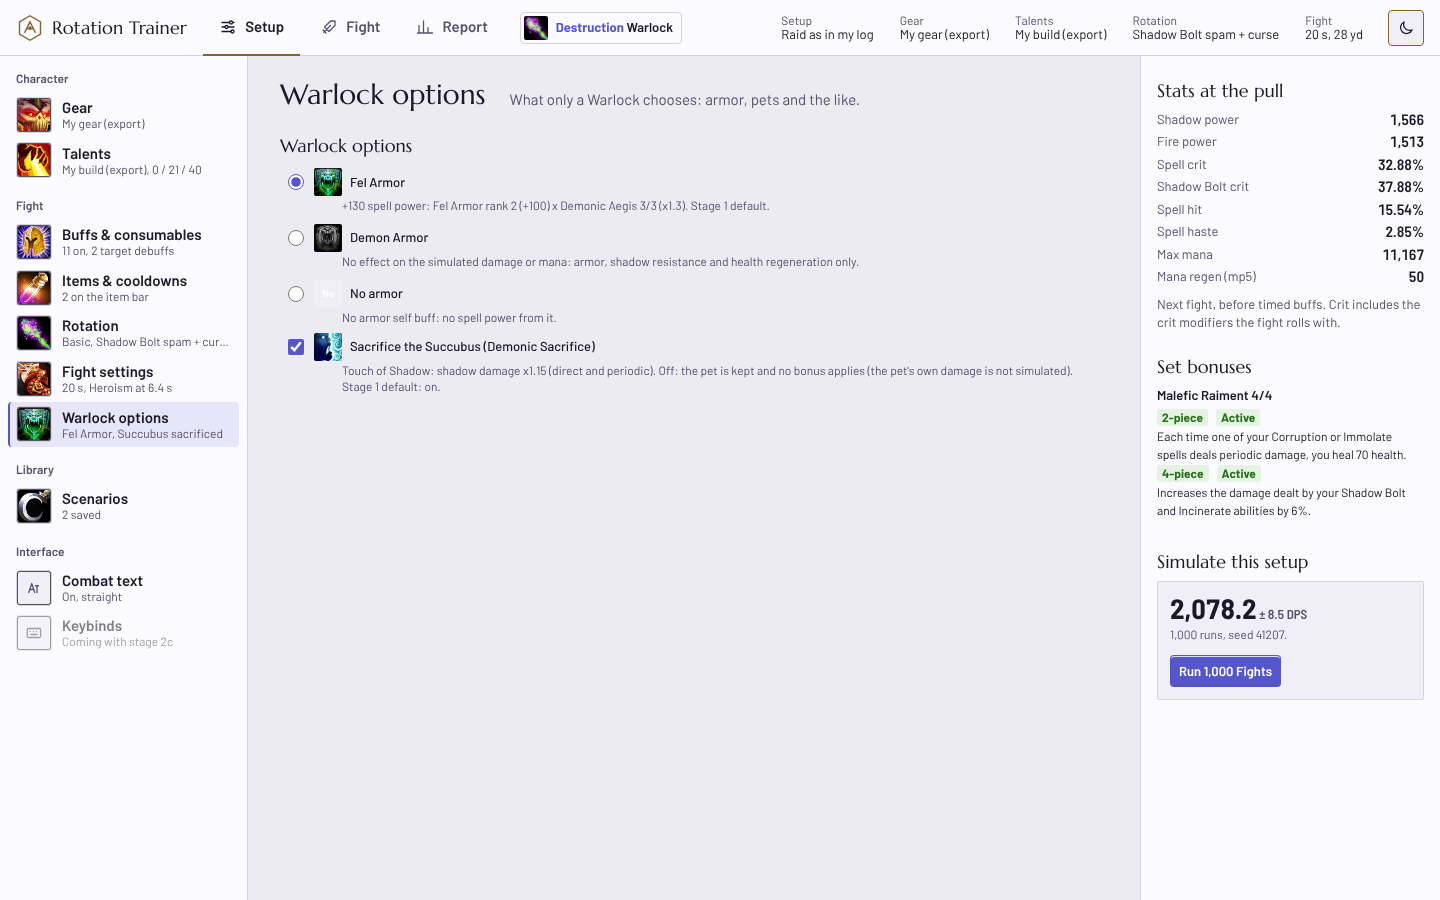 Rotation Trainer
Setup
Fight
Report
Destruction Warlock
Setup
Raid as in my log
Gear
My gear (export)
Talents
My build (export)
Rotation
Shadow Bolt spam + curse
Fight
20 s, 28 yd
Character
Gear
My gear (export)
Talents
My build (export), 0 / 21 / 40
Fight
Buffs & consumables
11 on, 2 target debuffs
Items & cooldowns
2 on the item bar
Rotation
Basic, Shadow Bolt spam + cur...
Fight settings
20 s, Heroism at 6.4 s
Warlock options
Fel Armor, Succubus sacrificed
Library
Scenarios
2 saved
Interface
Combat text
On, straight
Keybinds
Coming with stage 2c
Warlock options
What only a Warlock chooses: armor, pets and the like.
Warlock options
Fel Armor
+130 spell power: Fel Armor rank 2 (+100) x Demonic Aegis 3/3 (x1.3). Stage 1 default.
Demon Armor
No effect on the simulated damage or mana: armor, shadow resistance and health regeneration only.
No
No armor
No armor self buff: no spell power from it.
Sacrifice the Succubus (Demonic Sacrifice)
Touch of Shadow: shadow damage x1.15 (direct and periodic). Off: the pet is kept and no bonus applies (the pet's own damage is not simulated).
Stage 1 default: on.
Stats at the pull
Shadow power 1,566
Fire power 1,513
Spell crit 32.88%
Shadow Bolt crit 37.88%
Spell hit 15.54%
Spell haste 2.85%
Max mana 11,167
Mana regen (mp5) 50
Next fight, before timed buffs. Crit includes the
crit modifiers the fight rolls with.
Set bonuses
Malefic Raiment 4/4
2-piece Active
Each time one of your Corruption or Immolate
spells deals periodic damage, you heal 70 health.
4-piece Active
Increases the damage dealt by your Shadow Bolt
and Incinerate abilities by 6%.
Simulate this setup
2,078.2 ± 8.5 DPS
1,000 runs, seed 41207.
Run 1,000 Fights